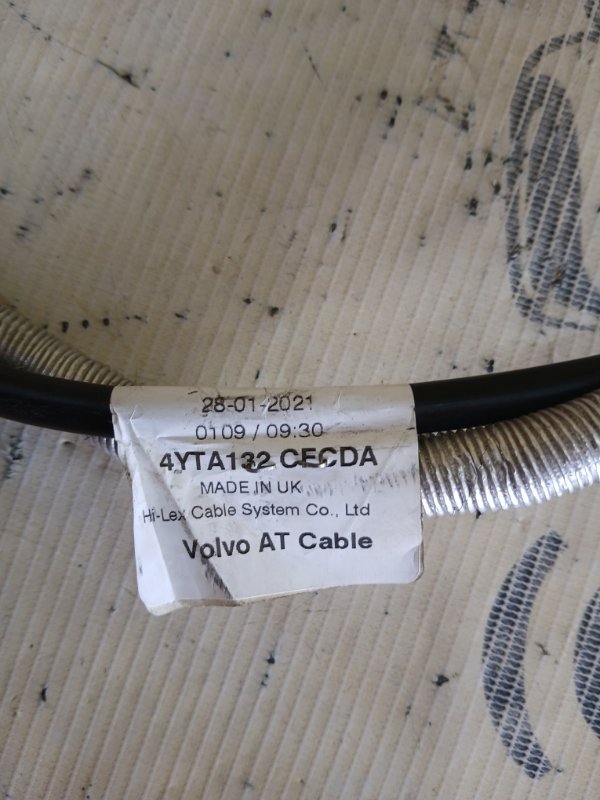 28-01-2021
0109 / 09:30
4YTA132 CECDA
MADE IN UK
Hi-Lex Cable System Co., Ltd
Volvo AT Cable